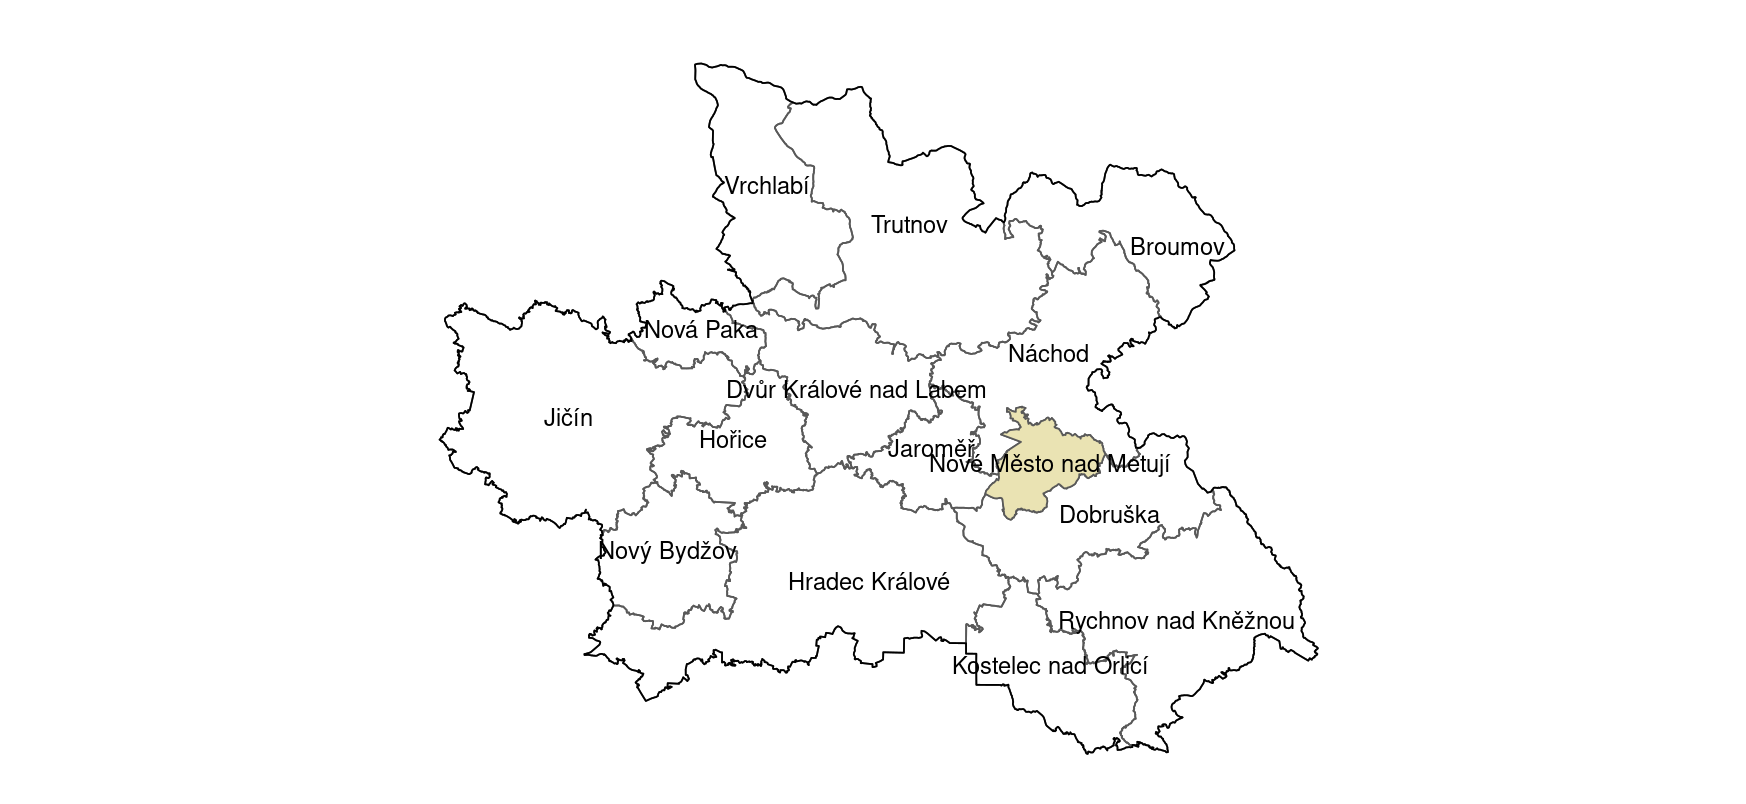 Vrchlabí
Trutnov
Broumov
Nová Paka
Náchod
Dvůr Králové nad Labem
Jičín
Hořice
Jaroměř
Nové Město nad Metují
Dobruška
Nový Bydžov
Hradec Králové
Rychnov nad Kněžnou
Kostelec nad Orlicí